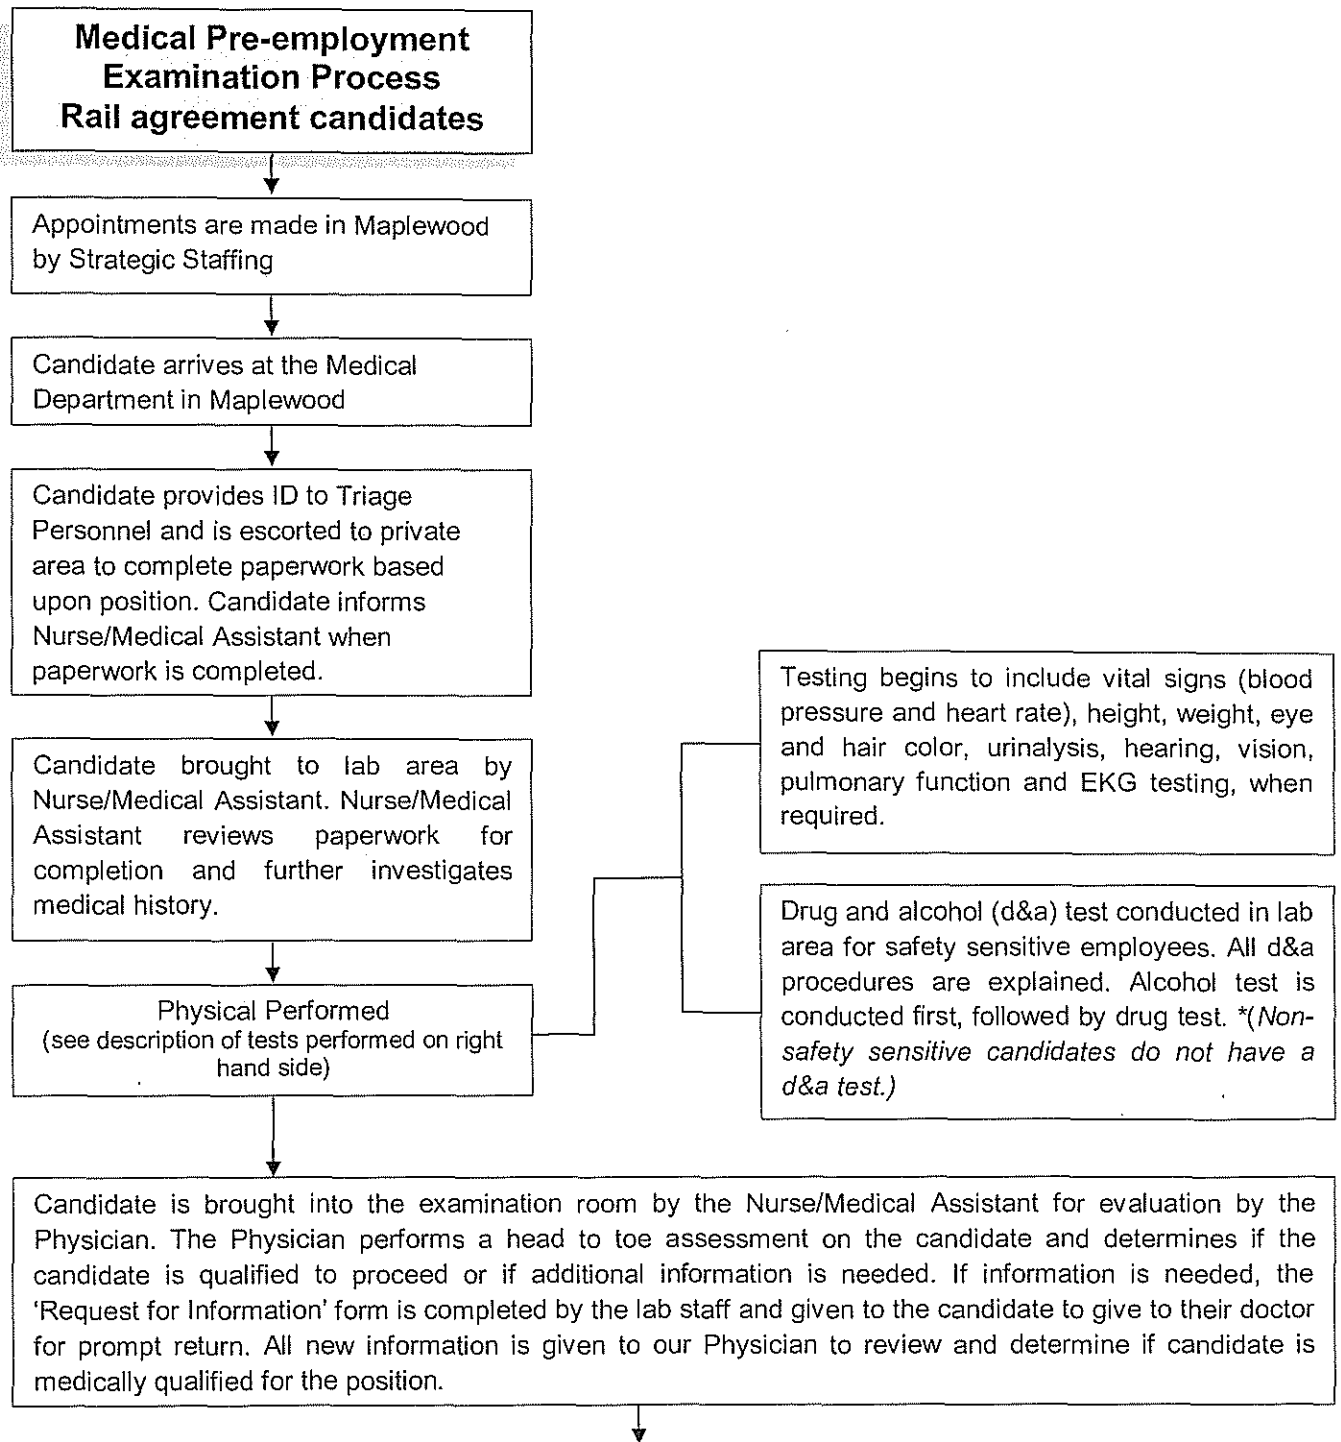 Medical Pre-employment
Examination Process
Rail agreement candidates
Appointments are made in Maplewood
by Strategic Staffing
Candidate arrives at the Medical
Department in Maplewood
Candidate provides ID to Triage
Personnel and is escorted to private
area to complete paperwork based
upon position. Candidate informs
Nurse/Medical Assistant when
paperwork is completed.
Candidate brought to lab area by
Nurse/Medical Assistant. Nurse/Medical
Assistant reviews paperwork for
completion and further investigates
medical history.
Physical Performed
(see description of tests performed on right
hand side)
Testing begins to include vital signs (blood
pressure and heart rate), height, weight, eye
and hair color, urinalysis, hearing, vision,
pulmonary function and EKG testing, when
required.
Drug and alcohol (d&a) test conducted in lab
area for safety sensitive employees. All d&a
procedures are explained. Alcohol test is
conducted first, followed by drug test. *(Non-
safety sensitive candidates do not have a
d&a test.)
Candidate is brought into the examination room by the Nurse/Medical Assistant for evaluation by the
Physician. The Physician performs a head to toe assessment on the candidate and determines if the
candidate is qualified to proceed or if additional information is needed. If information is needed, the
‘Request for Information’ form is completed by the lab staff and given to the candidate to give to their doctor
for prompt return. All new information is given to our Physician to review and determine if candidate is
medically qualified for the position.